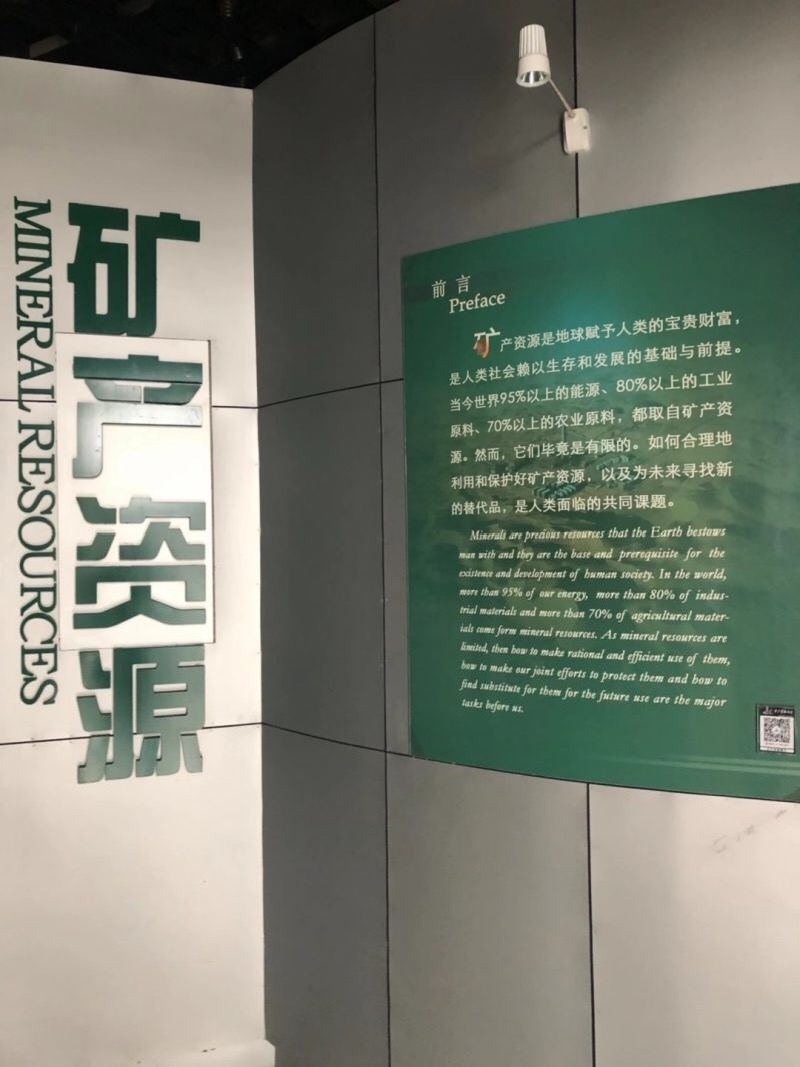 矿产资源
MINERAL RESOURCES
前言
Preface
矿产资源是地球赋予人类的宝贵财富，
是人类社会赖以生存和发展的基础与前提。
当今世界95%以上的能源、80%以上的工业
原料、70%以上的农业原料，都取自矿产资
源。然而，它们毕竟是有限的。如何合理地
利用和保护好矿产资源，以及为未来寻找新
的替代品，是人类面临的共同课题。
Minerals are precious resources that the Earth bestows
man with and they are the base and prerequisite for the
existence and development of human society. In the world,
more than 95% of our energy, more than 80% of indus-
trial materials and more than 70% of agricultural mater-
ials come form mineral resources. As mineral resources are
limited, then how to make rational and efficient use of them,
how to make our joint efforts to protect them and how to
find substitute for them for the future use are the major
tasks before us.